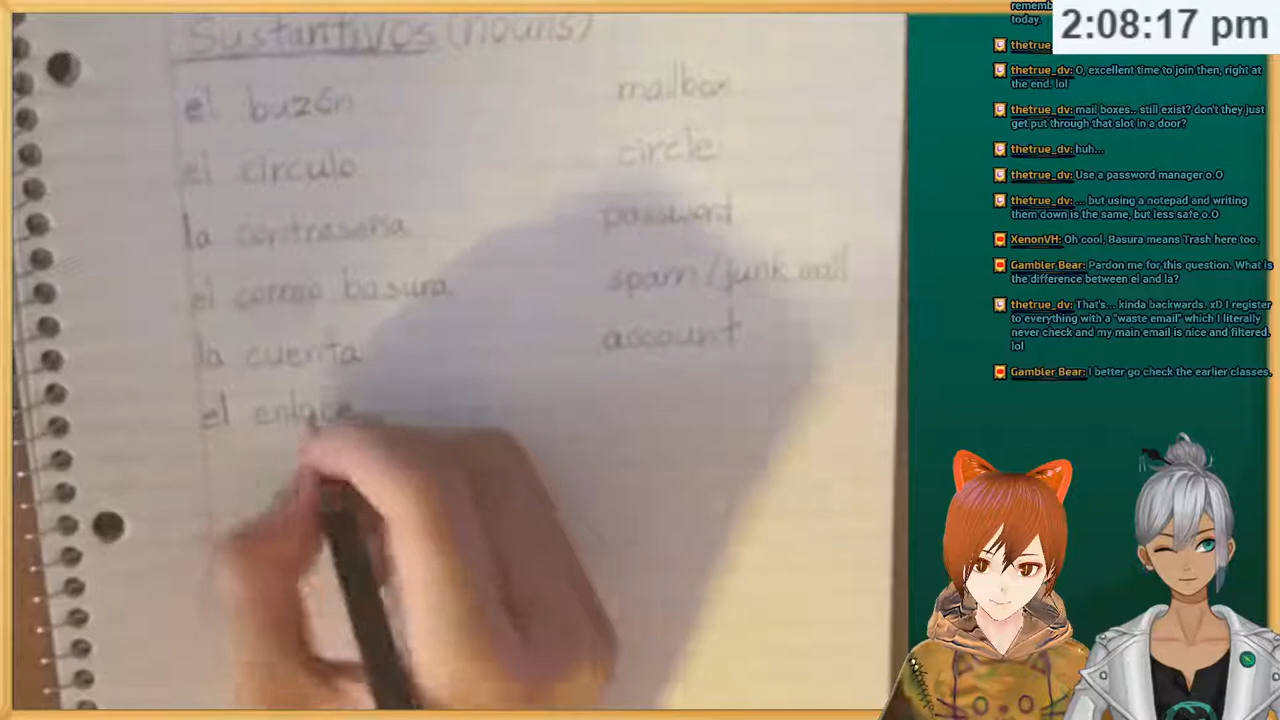 Sustantivos (nouns)
el buzón mailbox
el círculo circle
la contraseña password
el correo basura spam/junk mail
la cuenta account
el enlace
rememb
today.
thetrue_
thetrue_dv: O, excellent time to join then, right at
the end. lol
thetrue_dv: mail boxes.. still exist? don't they just
get put through that slot in a door?
thetrue_dv: huh...
thetrue_dv: Use a password manager o.O
thetrue_dv: ... but using a notepad and writing
them down is the same, but less safe o.O
XenonVH: Oh cool, Basura means Trash here too.
Gambler Bear: Pardon me for this question. What is
the difference between el and la?
thetrue_dv: That's... kinda backwards. xD I register
to everything with a "waste email" which I literally
never check and my main email is nice and filtered.
lol
Gambler Bear: I better go check the earlier classes.
2:08:17 pm